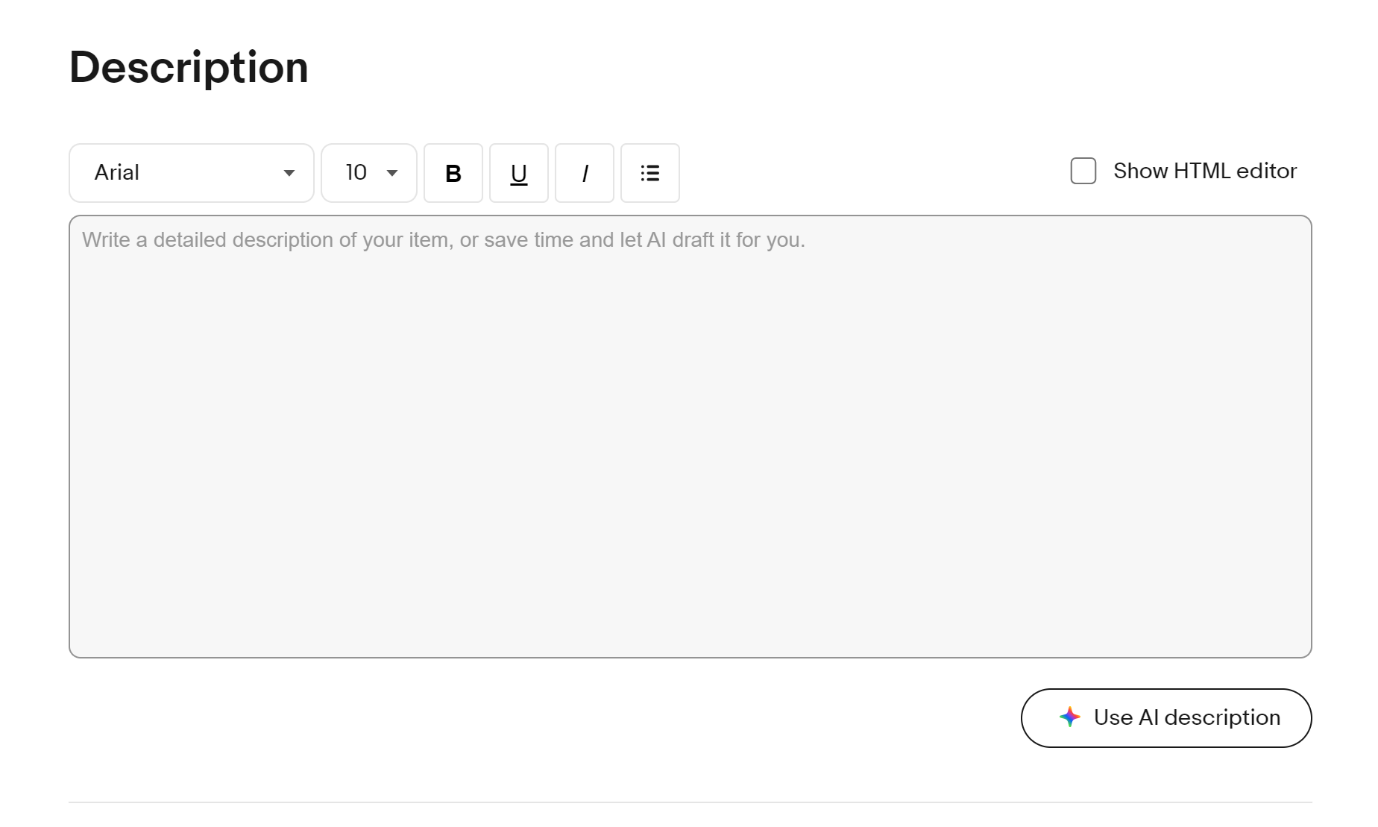 Description
Arial
10
B
U
I
Show HTML editor
Write a detailed description of your item, or save time and let AI draft it for you.
Use AI description